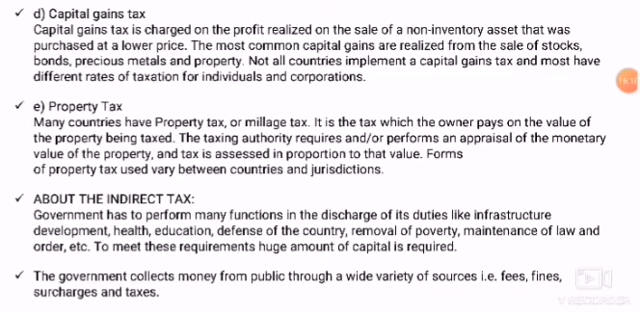 ✓ d) Capital gains tax
Capital gains tax is charged on the profit realized on the sale of a non-inventory asset that was
purchased at a lower price. The most common capital gains are realized from the sale of stocks,
bonds, precious metals and property. Not all countries implement a capital gains tax and most have
different rates of taxation for individuals and corporations.
✓ e) Property Tax
Many countries have Property tax, or millage tax. It is the tax which the owner pays on the value of
the property being taxed. The taxing authority requires and/or performs an appraisal of the monetary
value of the property, and tax is assessed in proportion to that value. Forms
of property tax used vary between countries and jurisdictions.
✓ ABOUT THE INDIRECT TAX:
Government has to perform many functions in the discharge of its duties like infrastructure
development, health, education, defense of the country, removal of poverty, maintenance of law and
order, etc. To meet these requirements huge amount of capital is required.
✓ The government collects money from public through a wide variety of sources i.e. fees, fines,
surcharges and taxes.
V RECORDER